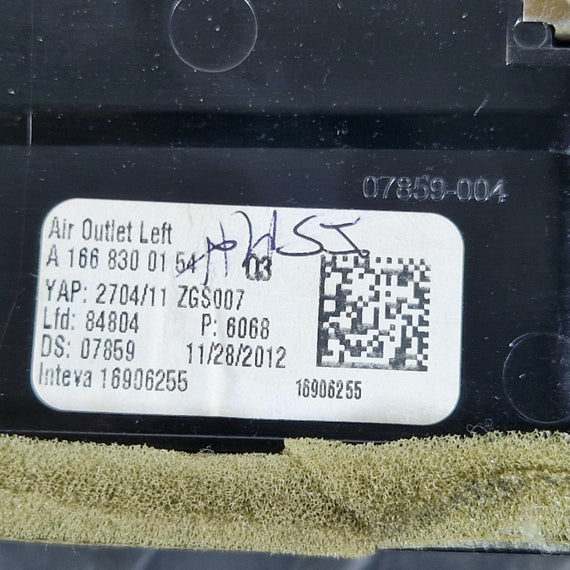 07859-004
Air Outlet Left
A 166 830 01 54 03
YAP: 2704/11 ZGS007
Lfd: 84804 P: 6068
DS: 07859 11/28/2012
Inteva 16906255
16906255